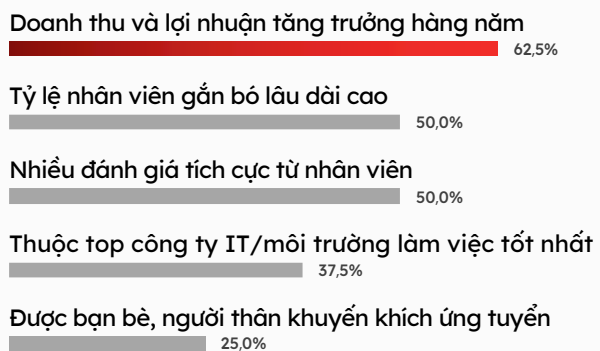 Doanh thu và lợi nhuận tăng trưởng hàng năm
62,5%
Tỷ lệ nhân viên gắn bó lâu dài cao
50,0%
Nhiều đánh giá tích cực từ nhân viên
50,0%
Thuộc top công ty IT/môi trường làm việc tốt nhất
37,5%
Được bạn bè, người thân khuyến khích ứng tuyển
25,0%